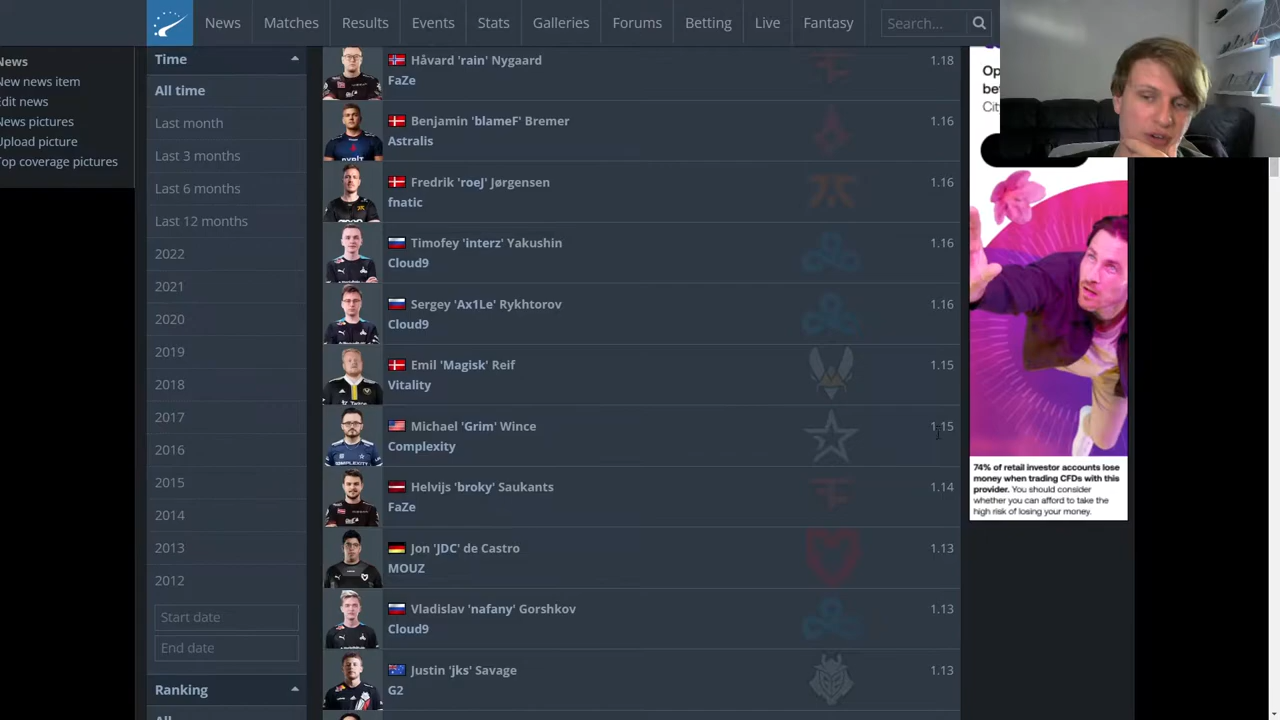 News
Matches
Results
Events
Stats
Galleries
Forums
Betting
Live
Fantasy
Search...
News
New news item
Edit news
News pictures
Upload picture
Top coverage pictures
Time
All time
Last month
Last 3 months
Last 6 months
Last 12 months
2022
2021
2020
2019
2018
2017
2016
2015
2014
2013
2012
Start date
End date
Ranking
Håvard 'rain' Nygaard 1.18
FaZe
Benjamin 'blameF' Bremer 1.16
Astralis
Fredrik 'roej' Jørgensen 1.16
fnatic
Timofey 'interz' Yakushin 1.16
Cloud9
Sergey 'Ax1Le' Rykhtorov 1.16
Cloud9
Emil 'Magisk' Reif 1.15
Vitality
Michael 'Grim' Wince 1.15
Complexity
Helvijs 'broky' Saukants 1.14
FaZe
Jon 'JDC' de Castro 1.13
MOUZ
Vladislav 'nafany' Gorshkov 1.13
Cloud9
Justin 'jks' Savage 1.13
G2
74% of retail investor accounts lose
money when trading CFDs with this
provider. You should consider
whether you can afford to take the
high risk of losing your money.